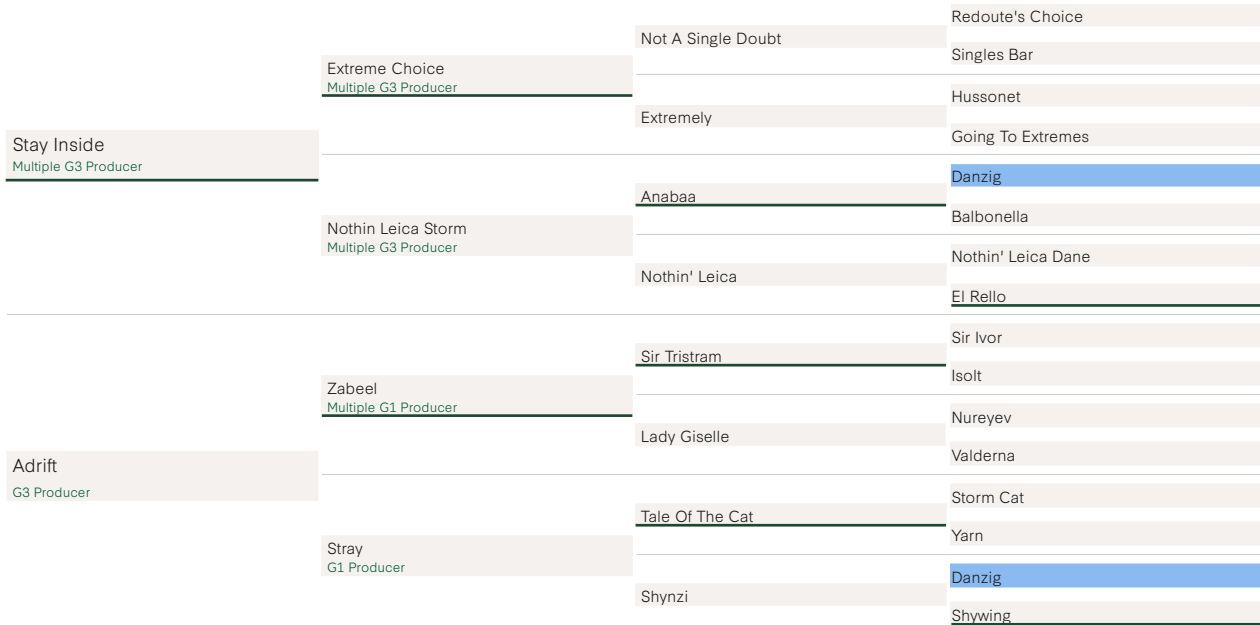 Stay Inside
Multiple G3 Producer
Adrift
G3 Producer
Extreme Choice
Multiple G3 Producer
Nothin Leica Storm
Multiple G3 Producer
Zabeel
Multiple G1 Producer
Stray
G1 Producer
Not A Single Doubt
Extremely
Anabaa
Nothin' Leica
Sir Tristram
Lady Giselle
Tale Of The Cat
Shynzi
Redoute's Choice
Singles Bar
Hussonet
Going To Extremes
Danzig
Balbonella
Nothin' Leica Dane
El Rello
Sir Ivor
Isolt
Nureyev
Valderna
Storm Cat
Yarn
Danzig
Shywing